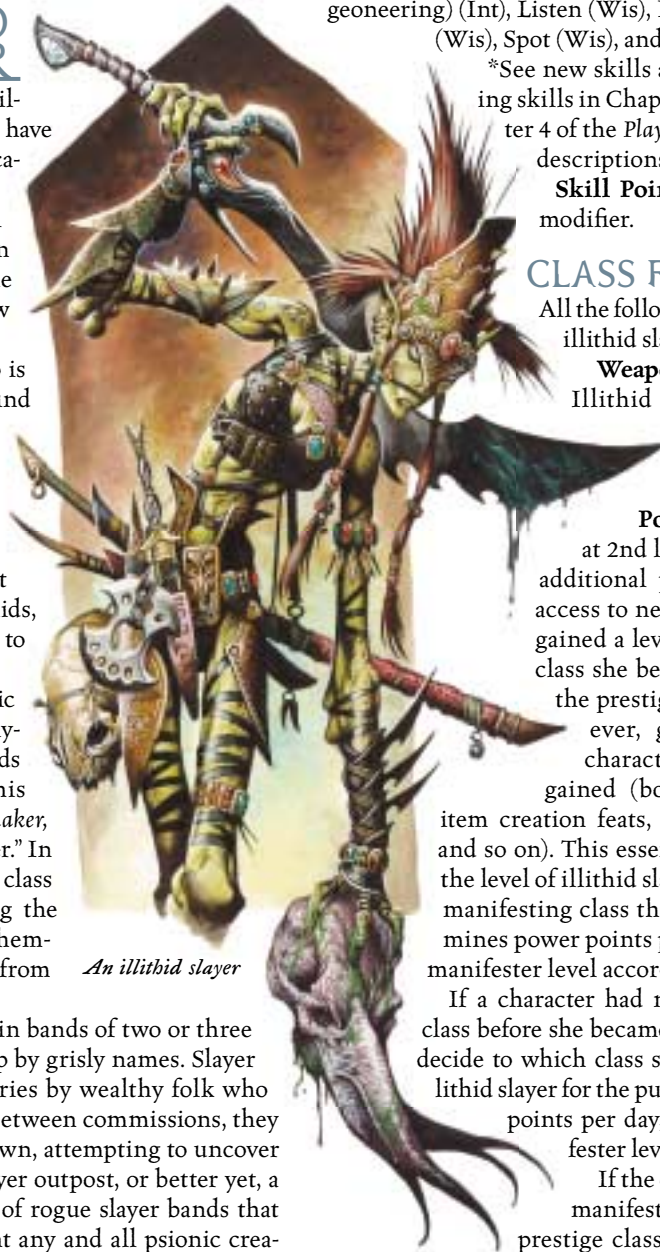 &
il-
have
ca-
n
e
w
is
ind
t
ids,
to
ic
ly-
ds
his
aker,
er.” In
class
g the
hem-
from
An illithid slayer
in bands of two or three
p by grisly names. Slayer
ries by wealthy folk who
etween commissions, they
wn, attempting to uncover
yer outpost, or better yet, a
of rogue slayer bands that
nt any and all psionic crea-
geoneering) (Int), Listen (Wis),
(Wis), Spot (Wis), and
*See new skills a
ing skills in Chap
ter 4 of the Play
descriptions
Skill Poin
modifier.
CLASS F
All the follo
illithid sla
Weapo
Illithid
Po
at 2nd l
additional p
access to ne
gained a lev
class she be
the prestig
ever, g
charact
gained (bo
item creation feats,
and so on). This esse
the level of illithid sl
manifesting class th
mines power points p
manifester level accor
If a character had m
class before she became
decide to which class s
lithid slayer for the pu
points per day
fester lev
If the
manifest
prestige class